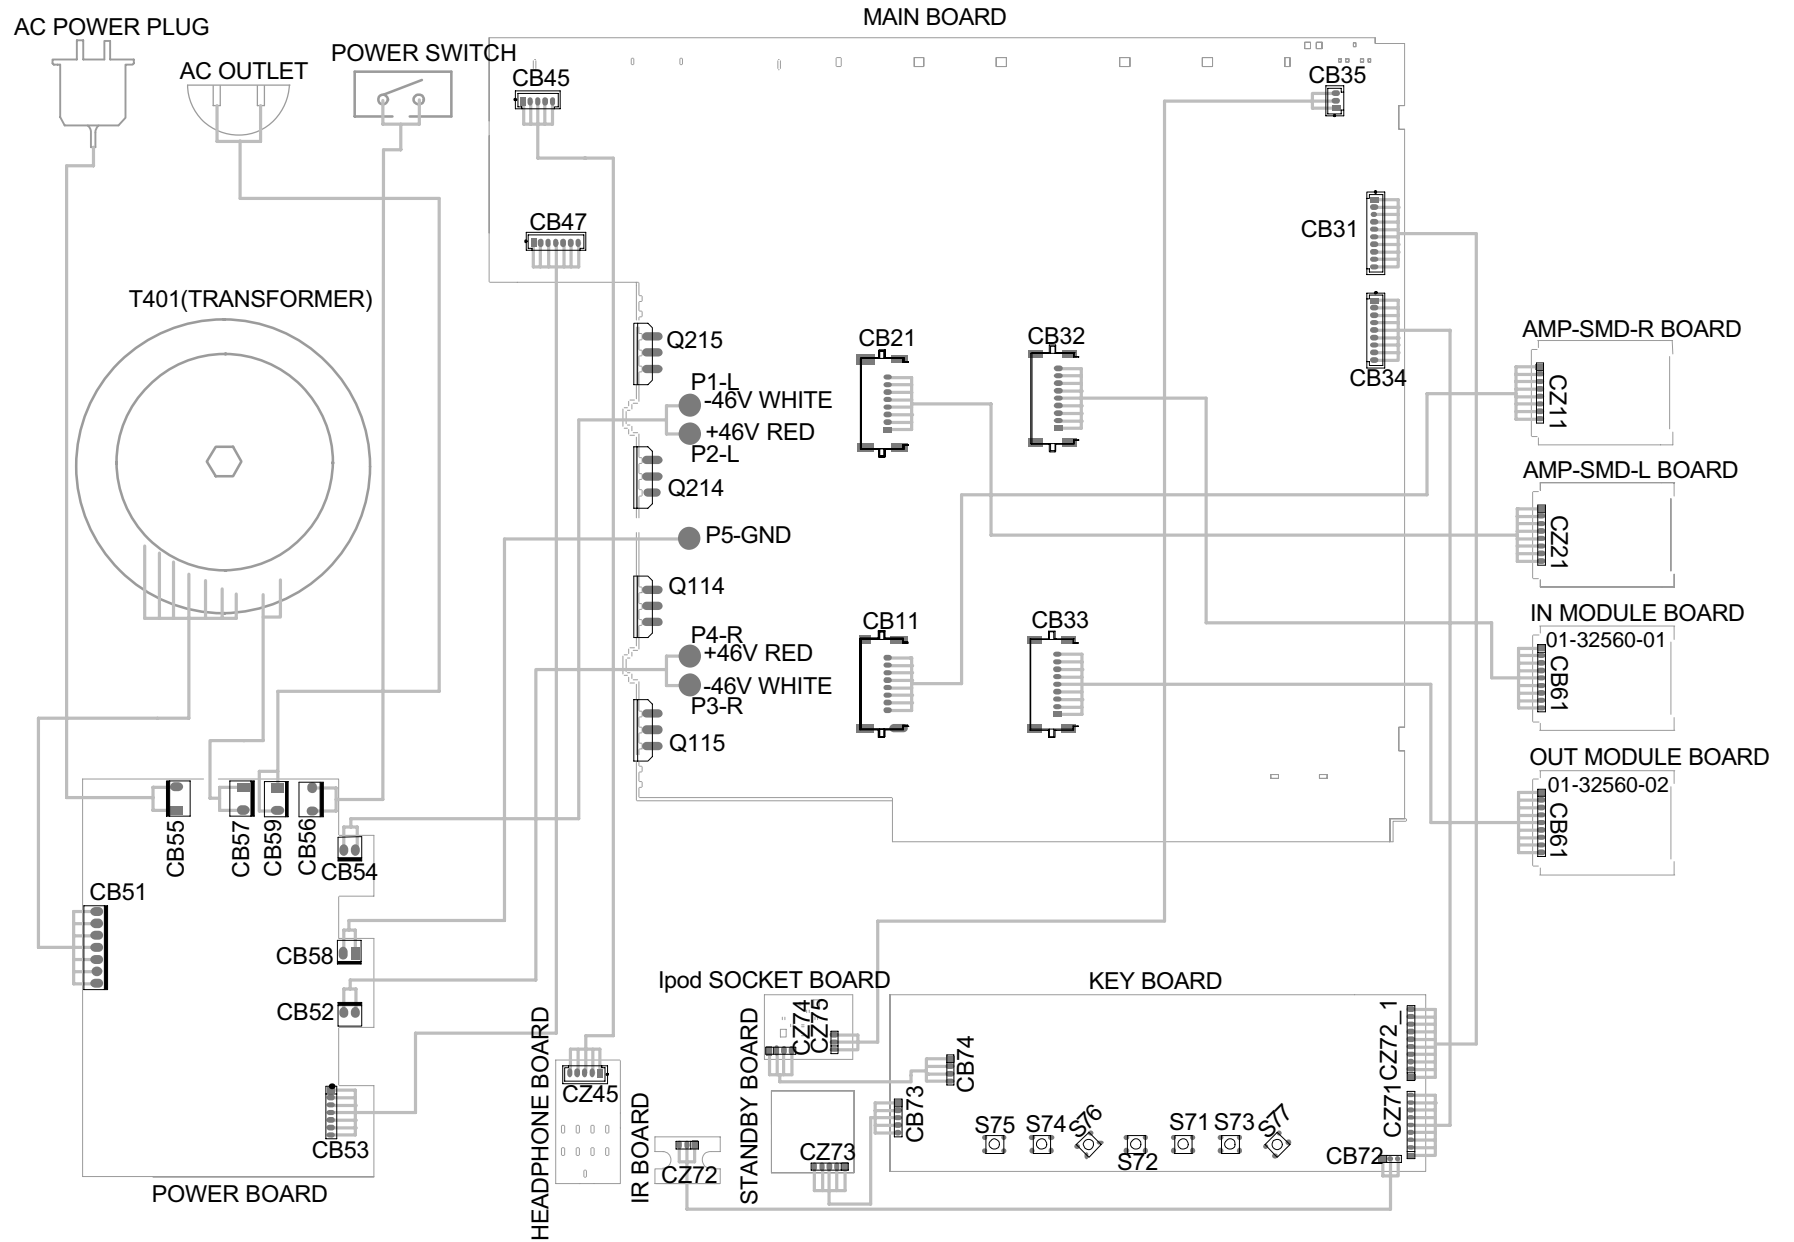 MAIN BOARD
AC POWER PLUG
POWER SWITCH
AC OUTLET
CB45
CB35
CB47
CB31
T401(TRANSFORMER)
Q215
CB21
CB32
AMP-SMD-R BOARD
CB34
P1-L
-46V WHITE
CZ11
+46V RED
P2-L
Q214
AMP-SMD-L BOARD
P5-GND
CZ21
Q114
IN MODULE BOARD
CB11
CB33
P4-R
+46V RED
01-32560-01
-46V WHITE
CB61
P3-R
Q115
OUT MODULE BOARD
01-32560-02
CB55
CB57
CB59
CB56
CB54
CB61
CB51
CB58
CB52
Ipod SOCKET BOARD
KEY BOARD
CZ74
CZ75
CZ72_1
HEADPHONE BOARD
STANDBY BOARD
CB74
CZ45
CB73
CZ71
IR BOARD
S75
S74
S76
S71
S73
S77
CB53
CZ73
S72
CB72
CZ72
POWER BOARD